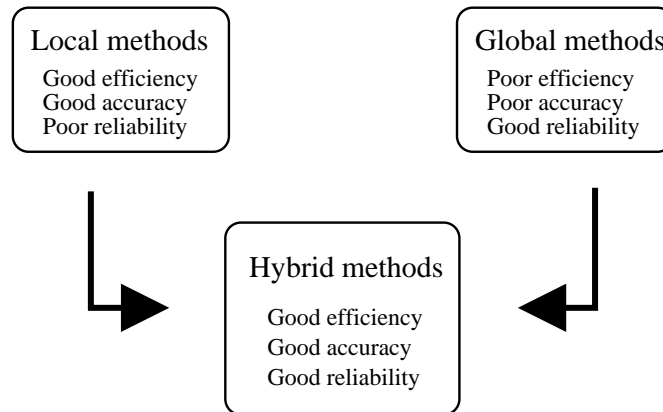 Local methods
Good efficiency
Good accuracy
Poor reliability
Global methods
Poor efficiency
Poor accuracy
Good reliability
Hybrid methods
Good efficiency
Good accuracy
Good reliability